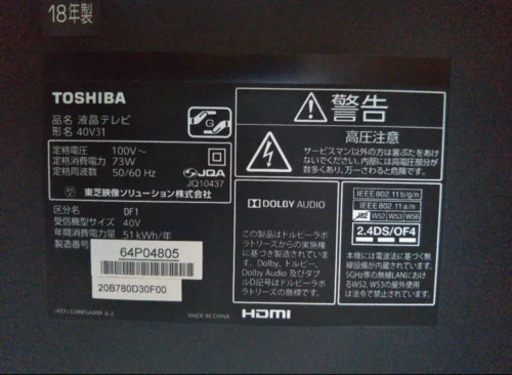 18年製
TOSHIBA
品名 液晶テレビ
形名 40V31
定格電圧 100V~
定格消費電力 73W
定格周波数 50/60 Hz
JQA
JQ10437
東芝映像ソリューション株式会社
区分名 DF1
受信機型サイズ 40V
年間消費電力量 51kWh/年
製造番号
64P04805
20B780D30F00
MADE IN CHINA
警告
高圧注意
サービスマン以外の方は裏ぶたをあけ
ないでください。内部には高電圧部分が
数多くあり、万一さわると危険です。
DOLBY AUDIO
この製品はドルビーラボ
ラトリーズからの実施権
に基づき製造されていま
す。Dolby、ドルビー、
Dolby Audio 及びダブ
ルD記号はドルビーラボ
ラトリーズの商標です。
HDMI
IEEE802.11b/g/n
IEEE802.11a/n
W52 W53 W56
2.4DS/OF4
本機には電波法に基づく無
線設備が内蔵されています。
5GHz帯の無線LANにおけ
るW52、W53の屋外使用は
法令で禁止されています。